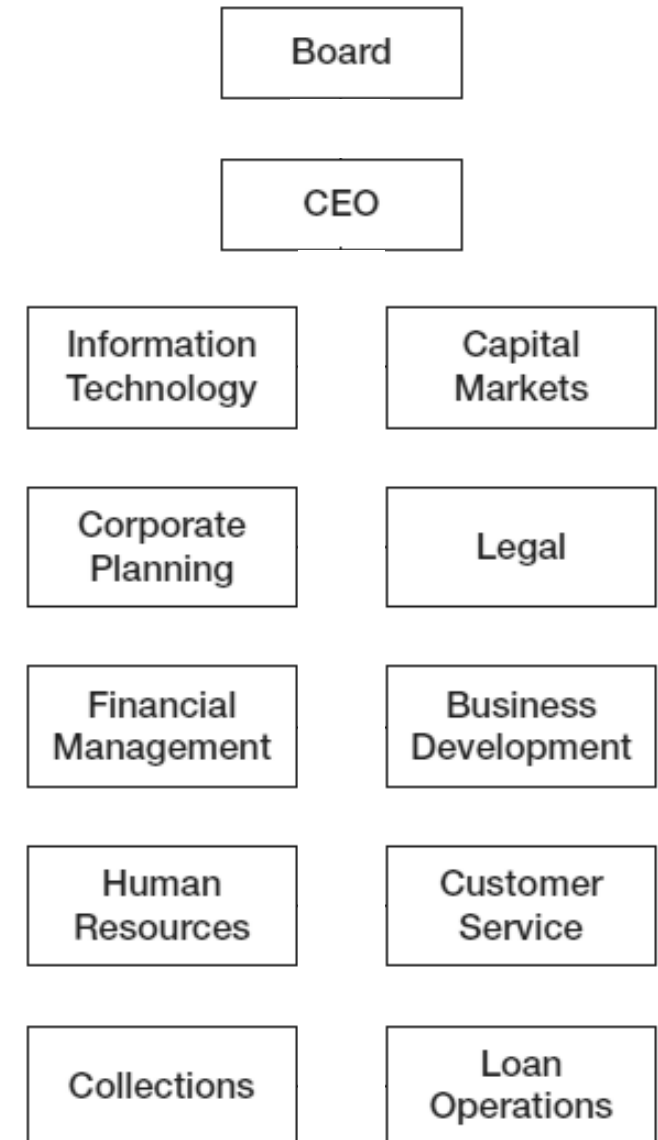 Board
CEO
Information
Technology
Capital
Markets
Corporate
Planning
Legal
Financial
Management
Business
Development
Human
Resources
Customer
Service
Collections
Loan
Operations